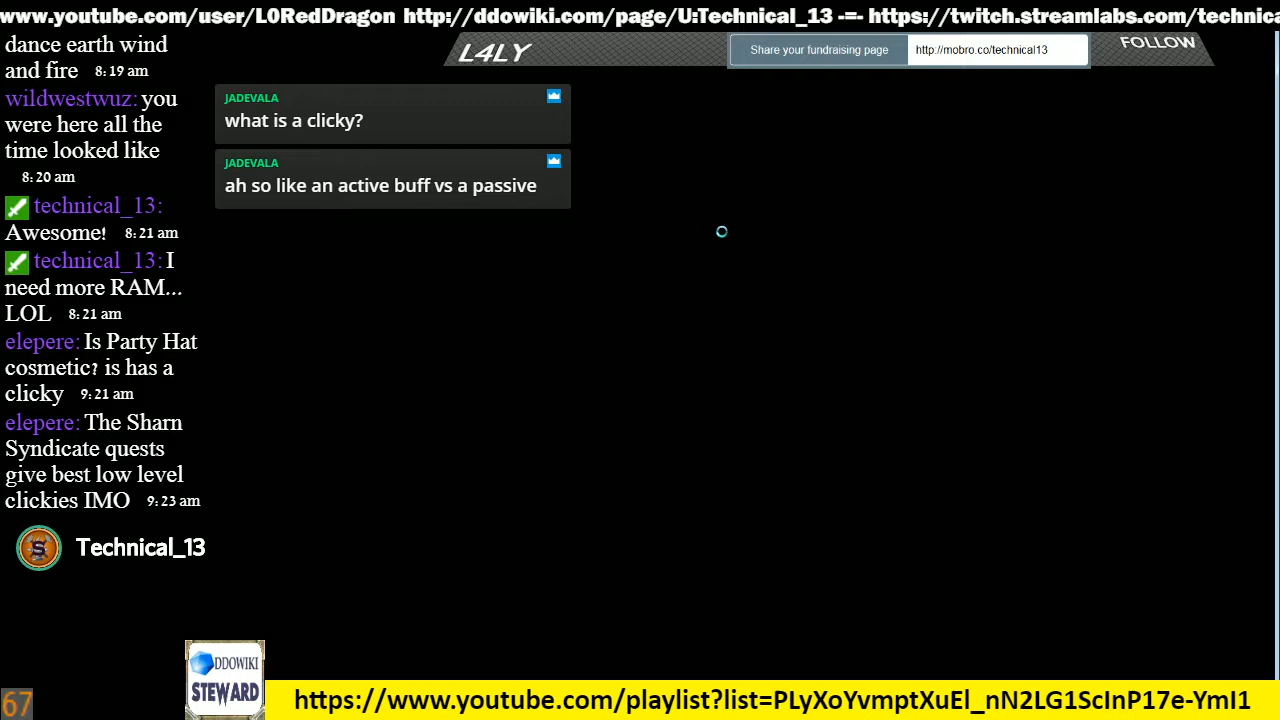 www.youtube.com/user/L0RedDragon http://ddowiki.com/page/U:Technical_13 -=- https://twitch.streamlabs.com/technica
dance earth wind
and fire 8:19 am
wildwestwuz: you
were here all the
time looked like
8:20 am
technical_13:
Awesome! 8:21 am
technical_13: I
need more RAM...
LOL 8:21 am
elepere: Is Party Hat
cosmetic? is has a
clicky 9:21 am
elepere: The Sharn
Syndicate quests
give best low level
clickies IMO 9:23 am
Technical_13
L4LY
Share your fundraising page http://mobro.co/technical13
FOLLOW
JADEVALA
what is a clicky?
JADEVALA
ah so like an active buff vs a passive
67
DDOWIKI
STEWARD
https://www.youtube.com/playlist?list=PLyXoYvmptXuEl_nN2LG1ScInP17e-YmI1